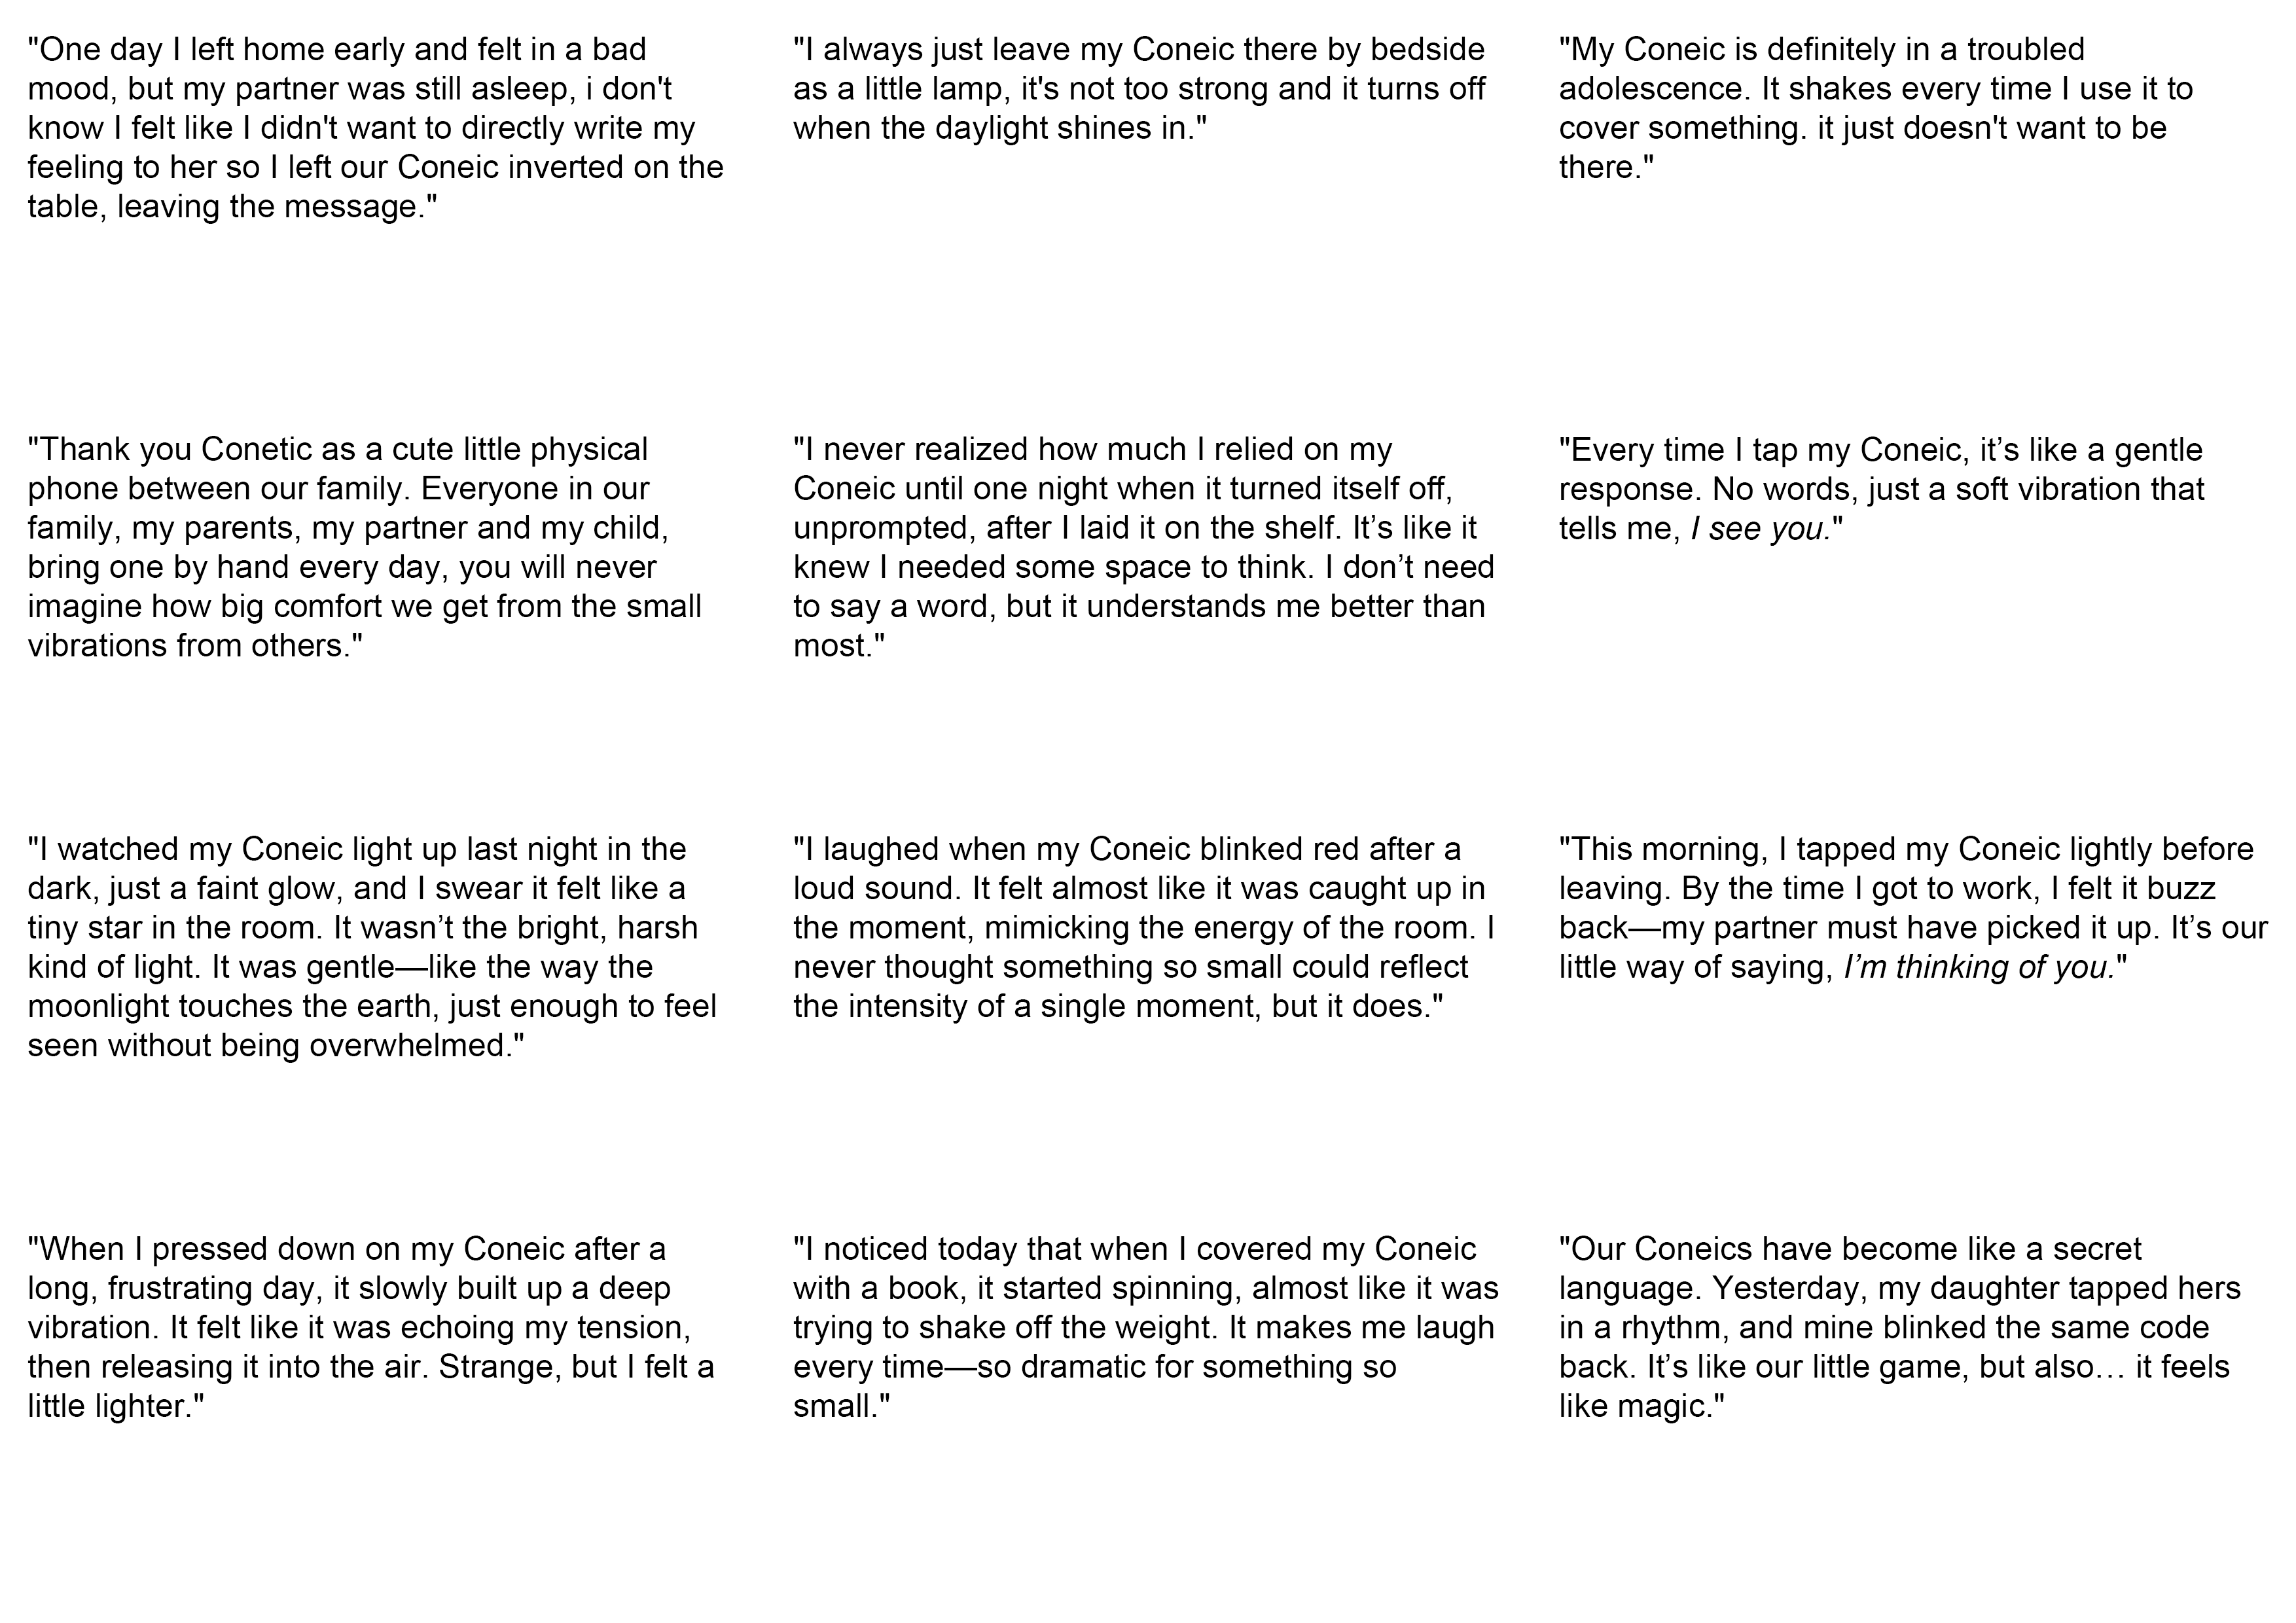 "One day I left home early and felt in a bad
mood, but my partner was still asleep, i don't
know I felt like I didn't want to directly write my
feeling to her so I left our Coneic inverted on the
table, leaving the message."
"I always just leave my Coneic there by bedside
as a little lamp, it's not too strong and it turns off
when the daylight shines in."
"My Coneic is definitely in a troubled
adolescence. It shakes every time I use it to
cover something. it just doesn't want to be
there."
"Thank you Conetic as a cute little physical
phone between our family. Everyone in our
family, my parents, my partner and my child,
bring one by hand every day, you will never
imagine how big comfort we get from the small
vibrations from others."
"I never realized how much I relied on my
Coneic until one night when it turned itself off,
unprompted, after I laid it on the shelf. It’s like it
knew I needed some space to think. I don’t need
to say a word, but it understands me better than
most."
"Every time I tap my Coneic, it’s like a gentle
response. No words, just a soft vibration that
tells me, I see you."
"I watched my Coneic light up last night in the
dark, just a faint glow, and I swear it felt like a
tiny star in the room. It wasn’t the bright, harsh
kind of light. It was gentle—like the way the
moonlight touches the earth, just enough to feel
seen without being overwhelmed."
"I laughed when my Coneic blinked red after a
loud sound. It felt almost like it was caught up in
the moment, mimicking the energy of the room. I
never thought something so small could reflect
the intensity of a single moment, but it does."
"This morning, I tapped my Coneic lightly before
leaving. By the time I got to work, I felt it buzz
back—my partner must have picked it up. It’s our
little way of saying, I’m thinking of you."
"When I pressed down on my Coneic after a
long, frustrating day, it slowly built up a deep
vibration. It felt like it was echoing my tension,
then releasing it into the air. Strange, but I felt a
little lighter."
"I noticed today that when I covered my Coneic
with a book, it started spinning, almost like it was
trying to shake off the weight. It makes me laugh
every time—so dramatic for something so
small."
"Our Coneics have become like a secret
language. Yesterday, my daughter tapped hers
in a rhythm, and mine blinked the same code
back. It’s like our little game, but also… it feels
like magic."